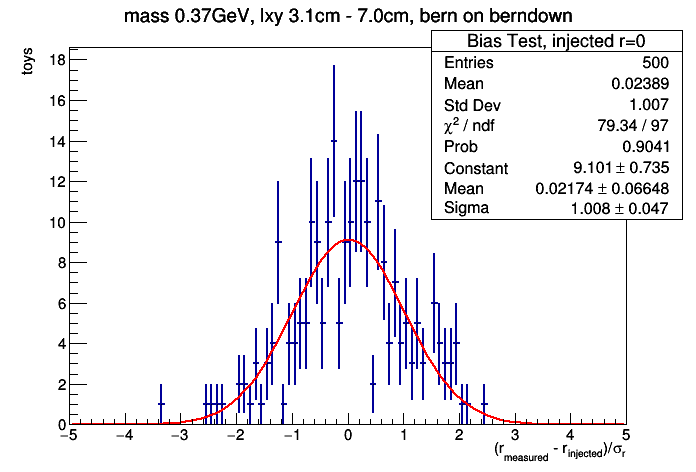 mass 0.37GeV, lxy 3.1cm - 7.0cm, bern on berndown
Bias Test, injected r=0
Entries 500
Mean 0.02389
Std Dev 1.007
χ² / ndf 79.34 / 97
Prob 0.9041
Constant 9.101 ± 0.735
Mean 0.02174 ± 0.06648
Sigma 1.008 ± 0.047
toys
18
16
14
12
10
8
6
4
2
0
−5 −4 −3 −2 −1 0 1 2 3 4 5
(r_measured - r_injected)/σ_r